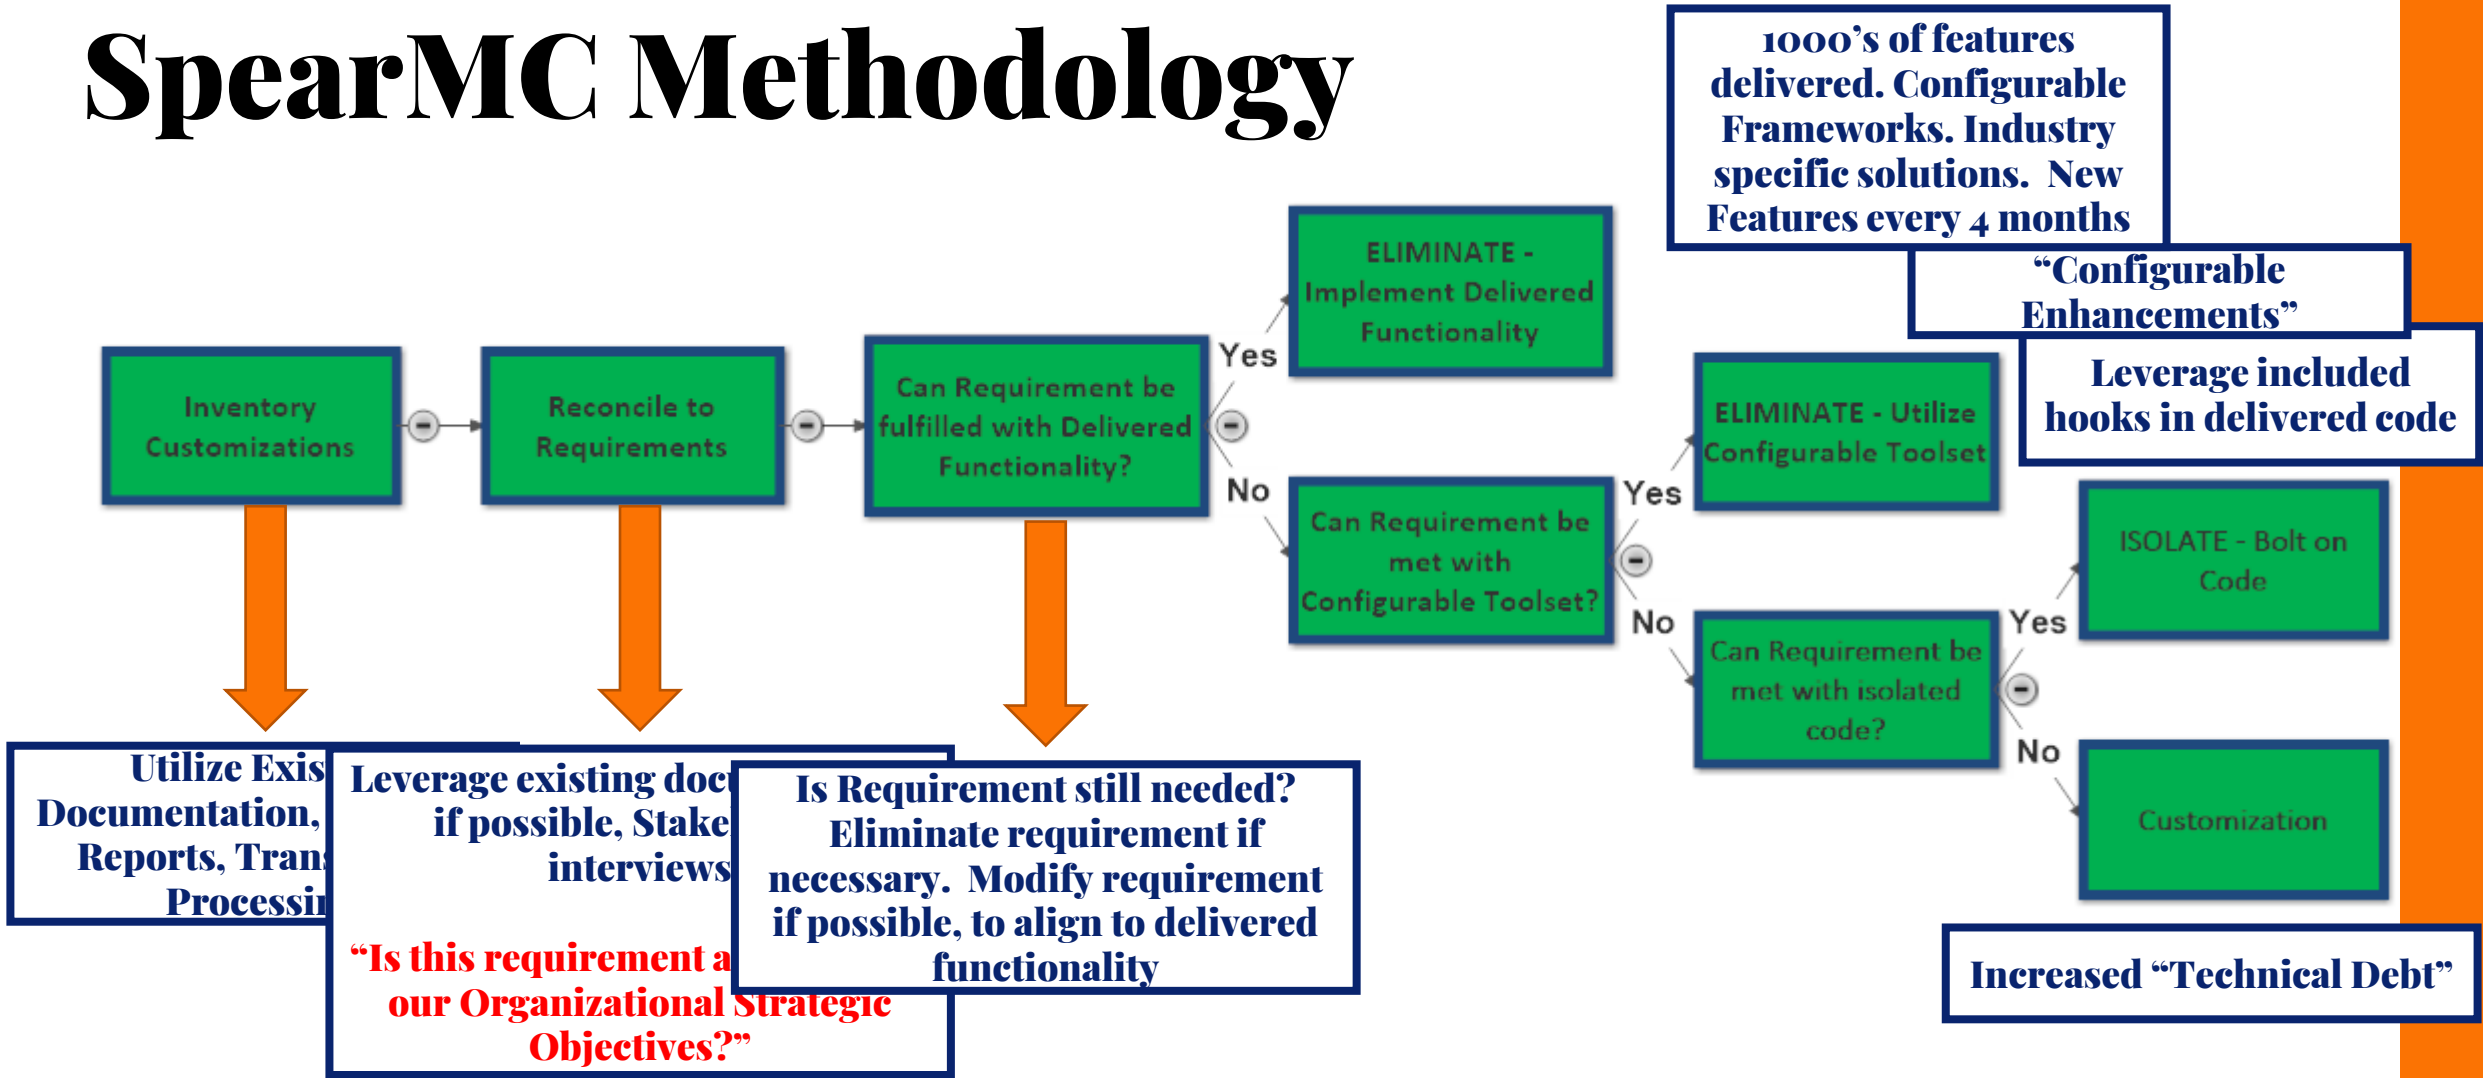 SpearMC Methodology
1000’s of features
delivered. Configurable
Frameworks. Industry
specific solutions.  New
Features every 4 months
“Configurable
Enhancements”
Leverage included
hooks in delivered code
Inventory
Customizations
Reconcile to
Requirements
Can Requirement be
fulfilled with Delivered
Functionality?
Yes
No
ELIMINATE -
Implement Delivered
Functionality
Can Requirement be
met with
Configurable Toolset?
Yes
No
ELIMINATE - Utilize
Configurable Toolset
Can Requirement be
met with isolated
code?
Yes
No
ISOLATE - Bolt on
Code
Customization
Utilize
Documentation,
Reports,
Leverage existing
if possible,
interviews
“Is this requirement
our Organizational Strategic
Objectives?”
Is Requirement still needed?
Eliminate requirement if
necessary.  Modify requirement
if possible, to align to delivered
functionality
Increased “Technical Debt”